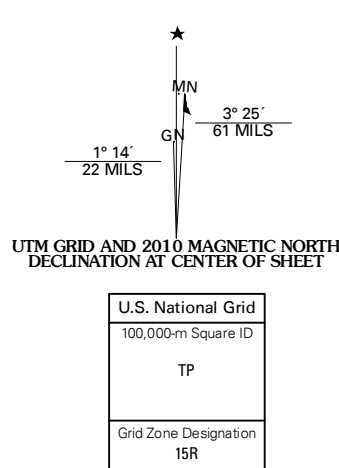 ★
MN
GN
3° 25´
61 MILS
1° 14´
22 MILS
UTM GRID AND 2010 MAGNETIC NORTH
DECLINATION AT CENTER OF SHEET
U.S. National Grid
100,000-m Square ID
TP
Grid Zone Designation
15R